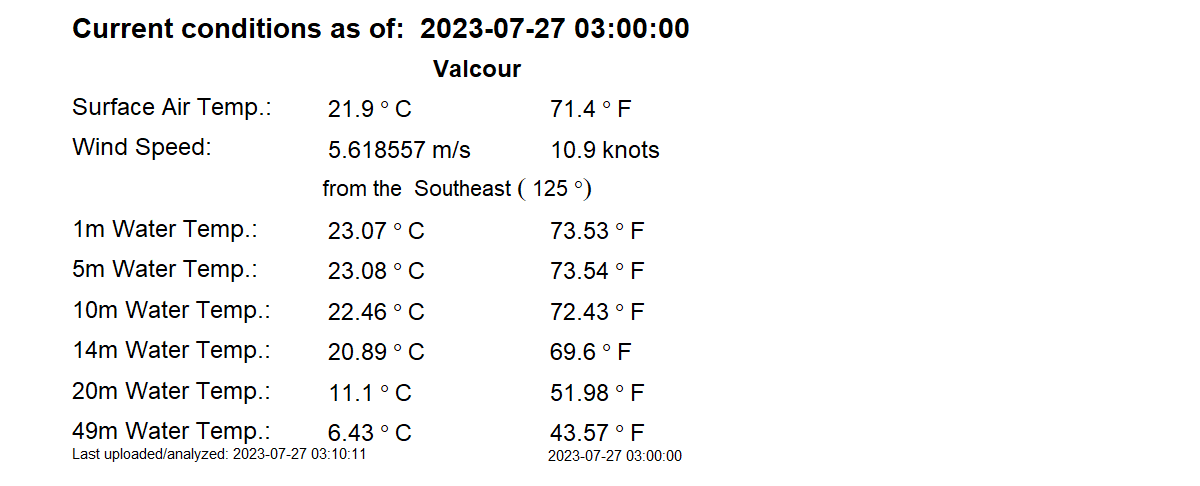 Current conditions as of:  2023-07-27 03:00:00
Valcour
Surface Air Temp.: 21.9 ° C 71.4 ° F
Wind Speed: 5.618557 m/s 10.9 knots
from the  Southeast ( 125 °)
1m Water Temp.: 23.07 ° C 73.53 ° F
5m Water Temp.: 23.08 ° C 73.54 ° F
10m Water Temp.: 22.46 ° C 72.43 ° F
14m Water Temp.: 20.89 ° C 69.6 ° F
20m Water Temp.: 11.1 ° C 51.98 ° F
49m Water Temp.: 6.43 ° C 43.57 ° F
Last uploaded/analyzed: 2023-07-27 03:10:11 2023-07-27 03:00:00